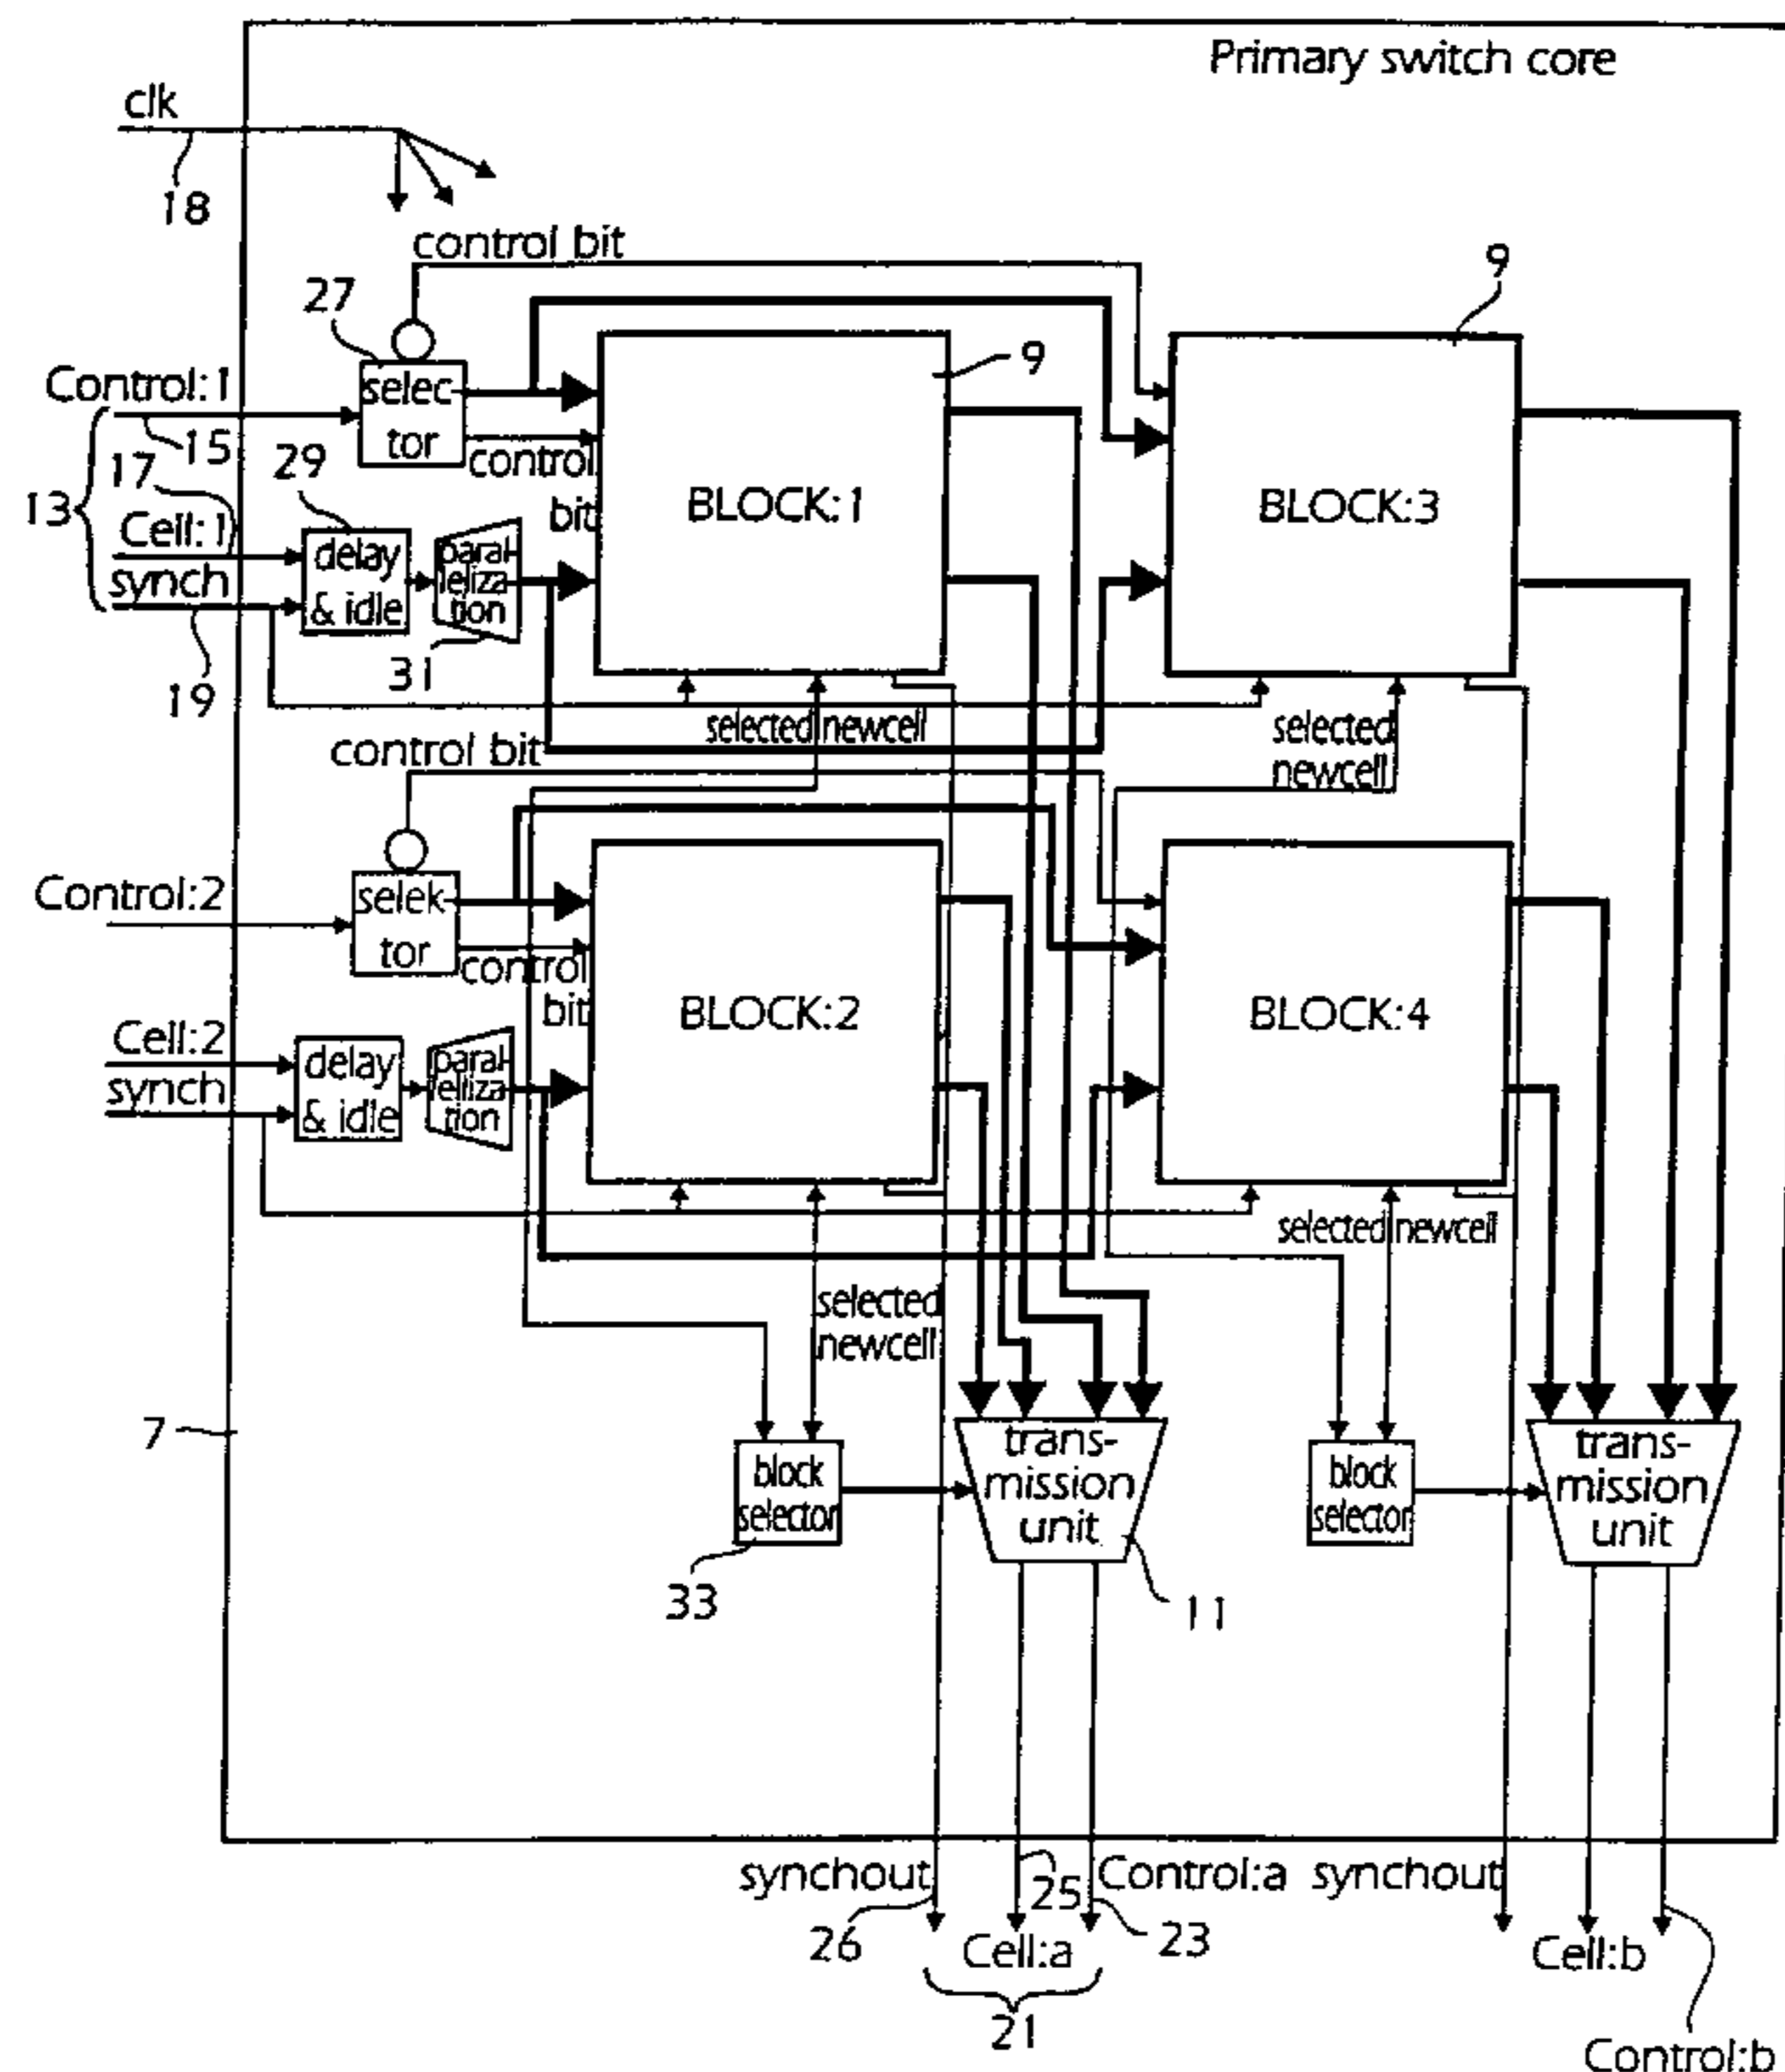 Primary switch core
clk
18
control bit
9
27
9
Control:1
selec-
tor
15
control
bit
17
29
13
Cell:1
synch
delay
& idle
paral-
leliza
tion
BLOCK:1
BLOCK:3
31
19
selected newcell
selected
newcell
control bit
Control:2
selek-
tor
control
bit
BLOCK:2
BLOCK:4
Cell:2
synch
delay
& idle
paral-
leliza
tion
selected newcell
selected
newcell
7
block
selector
trans-
mission
unit
block
selector
trans-
mission
unit
33
11
synchout
25
Control:a
synchout
26
Cell:a
23
Cell:b
21
Control:b